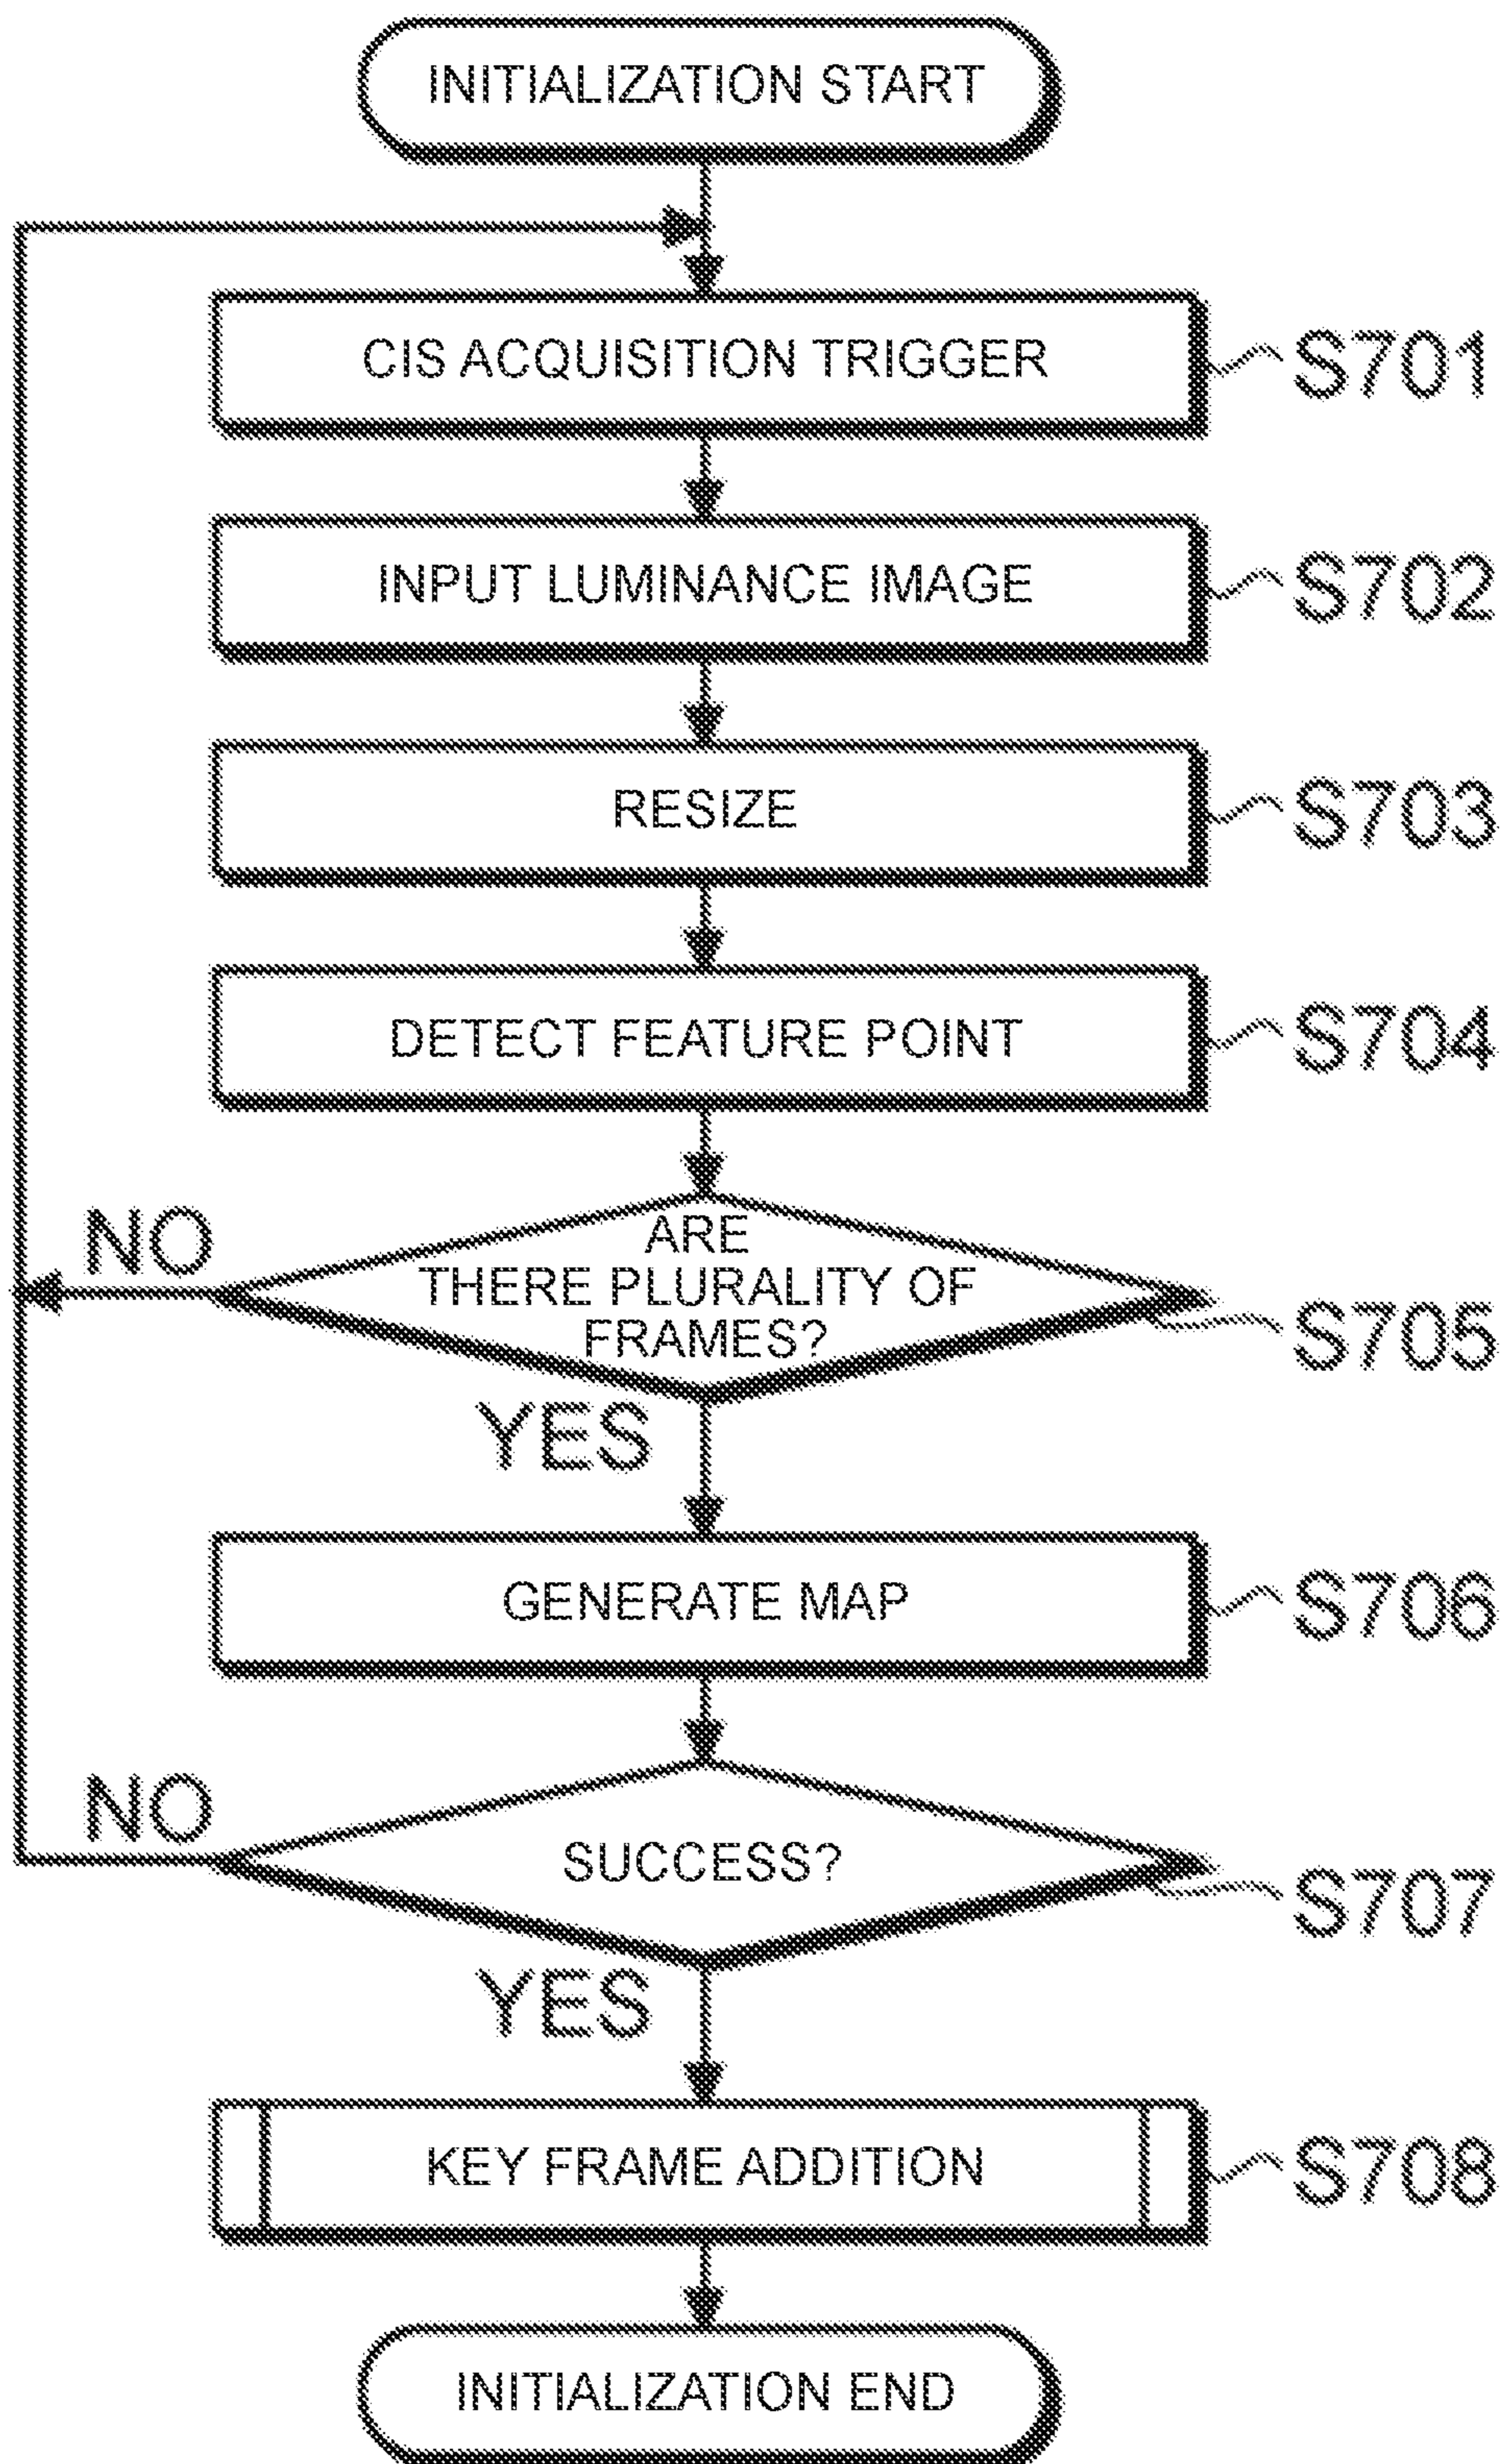 INITIALIZATION START
CIS ACQUISITION TRIGGER
S701
INPUT LUMINANCE IMAGE
S702
RESIZE
S703
DETECT FEATURE POINT
S704
NO
ARE
THERE PLURALITY OF
FRAMES?
S705
YES
GENERATE MAP
S706
NO
SUCCESS?
S707
YES
KEY FRAME ADDITION
S708
INITIALIZATION END